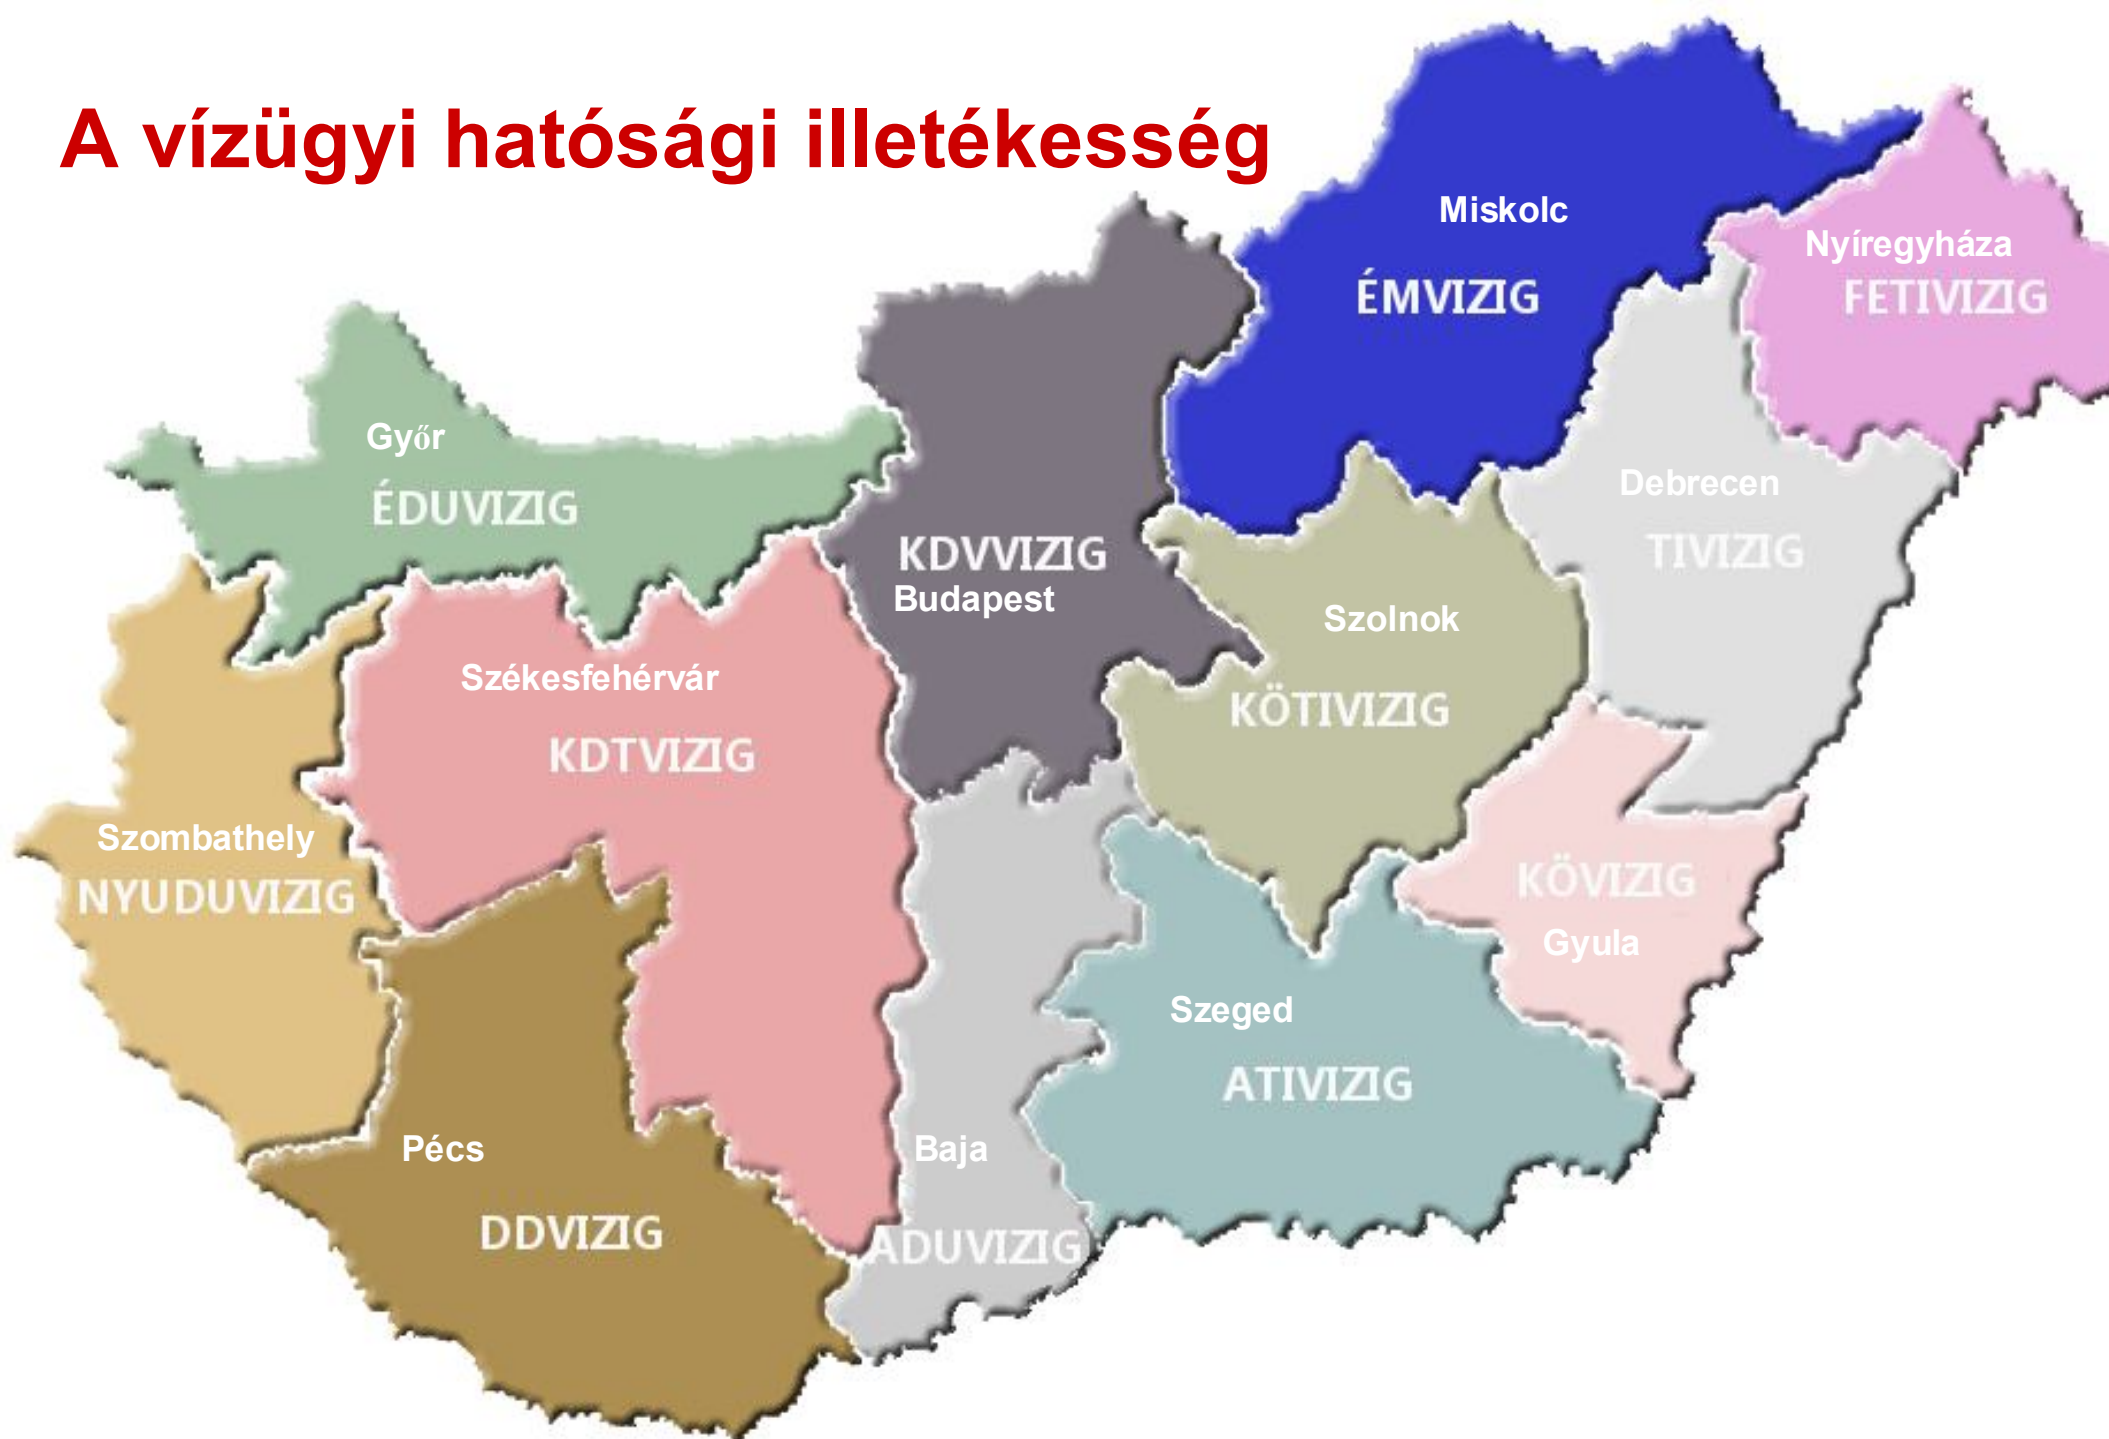 A vízügyi hatósági illetékesség
Miskolc
ÉMVIZIG
Nyíregyháza
FETIVIZIG
Győr
ÉDUVIZIG
Debrecen
TIVIZIG
KDVVIZIG
Budapest
Szolnok
KÖTIVIZIG
Székesfehérvár
KDTVIZIG
Szombathely
NYUDUVIZIG
KÖVIZIG
Gyula
Szeged
ATIVIZIG
Pécs
DDVIZIG
Baja
ADUVIZIG